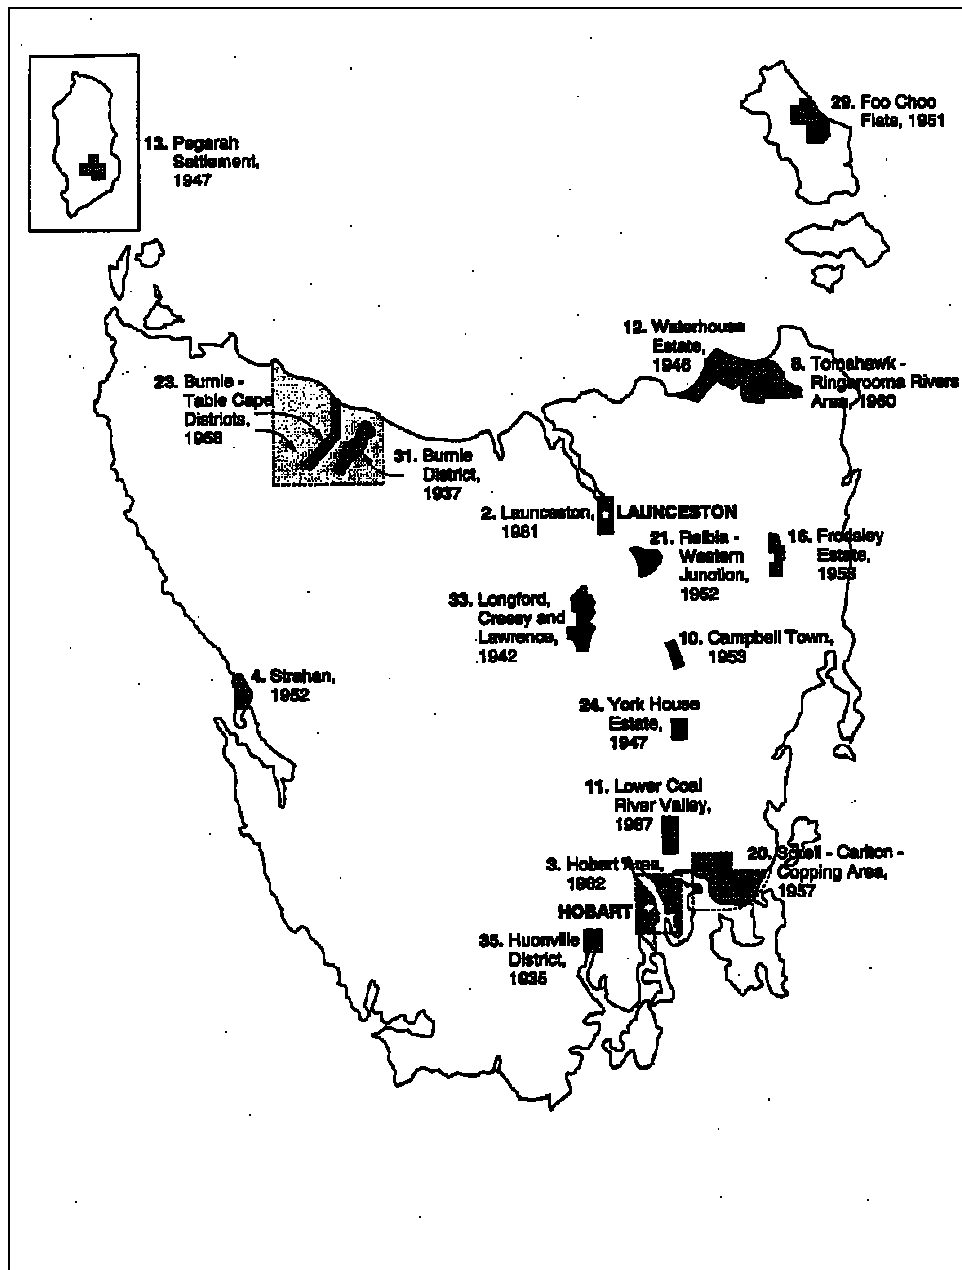 29. Foo Choo
Flats, 1951
13. Pegarah
Settlement,
1947
12. Waterhouse
Estate,
1946
8. Tomahawk -
Ringarooma Rivers
Area, 1960
23. Burnie -
Table Cape
Districts,
1958
31. Burnie
District,
1937
2. Launceston,
1981
LAUNCESTON
21. Relbia -
Western
Junction,
1952
16. Frodsley
Estate,
1953
33. Longford,
Cressy and
Lawrence,
1942
10. Campbell Town,
1953
4. Strahan,
1952
24. York House
Estate,
1947
11. Lower Coal
River Valley,
1987
3. Hobart Area,
1982
20. Sorell - Carlton -
Copping Area,
1957
HOBART
35. Huonville
District,
1935